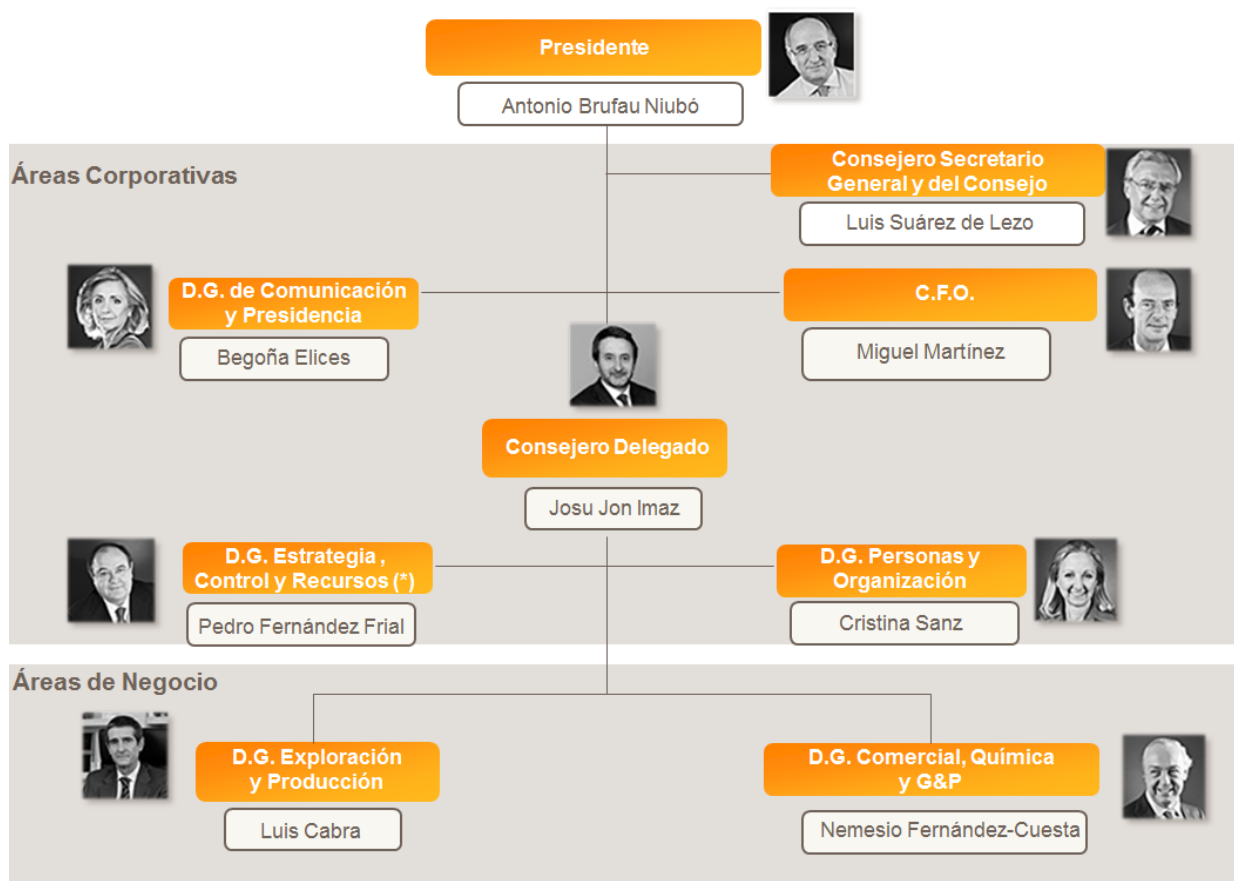 Presidente
Antonio Brufau Niubó
Áreas Corporativas
Consejero Secretario
General y del Consejo
Luis Suárez de Lezo
D.G. de Comunicación
y Presidencia
Begoña Elices
C.F.O.
Miguel Martínez
Consejero Delegado
Josu Jon Imaz
D.G. Estrategia ,
Control y Recursos (*)
Pedro Fernández Frial
D.G. Personas y
Organización
Cristina Sanz
Áreas de Negocio
D.G. Exploración
y Producción
Luis Cabra
D.G. Comercial, Química
y G&P
Nemesio Fernández-Cuesta